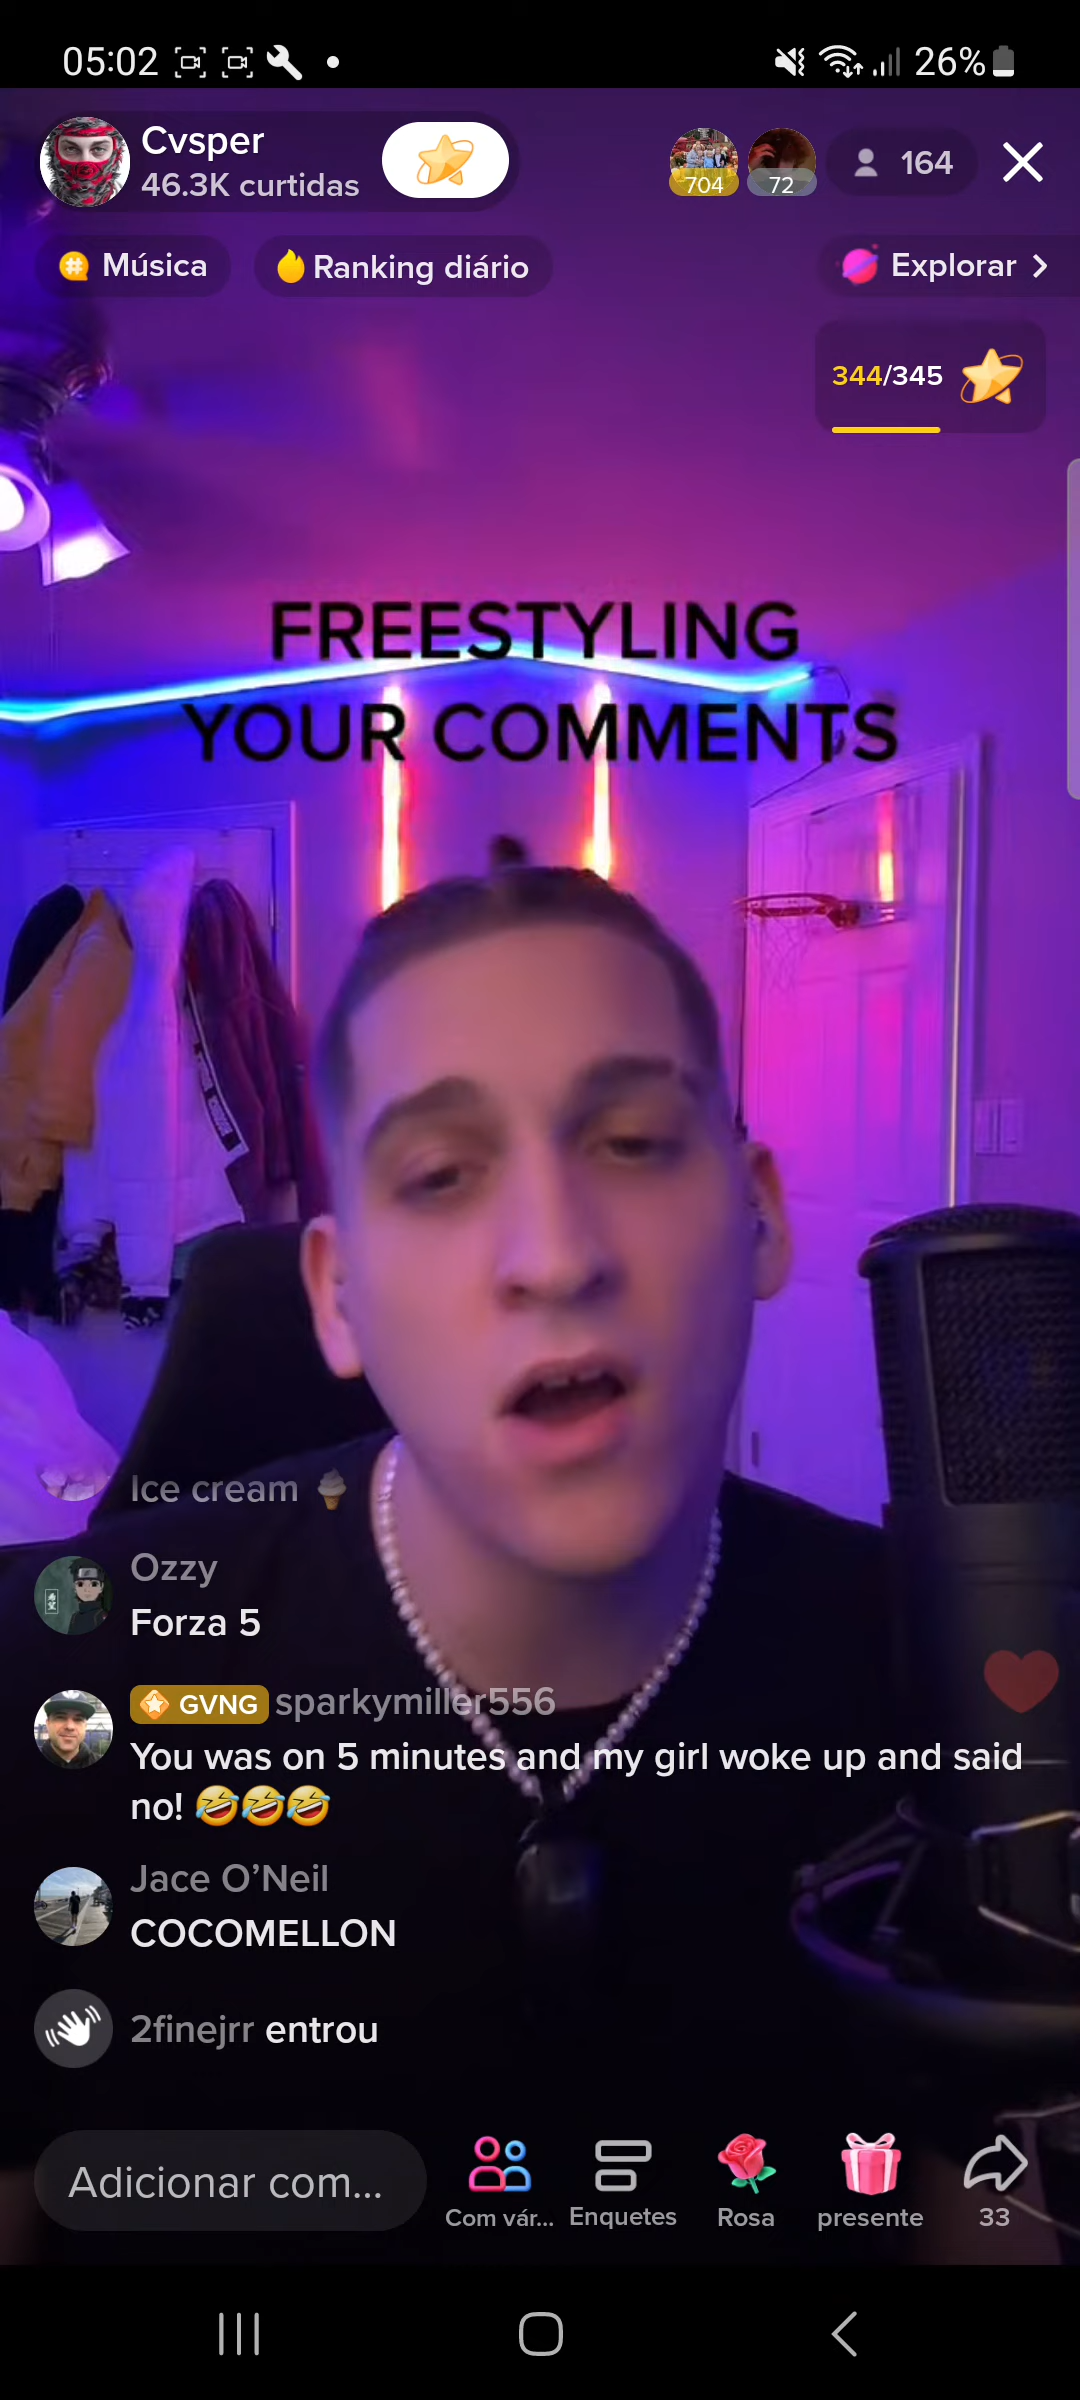 05:02
26%
Cvsper
46.3K curtidas
704
72
164
Música
Ranking diário
Explorar
344/345
FREESTYLING
YOUR COMMENTS
Ice cream 🍦
Ozzy
Forza 5
GVNG sparkymiller556
You was on 5 minutes and my girl woke up and said
no! 🤣🤣🤣
Jace O’Neil
COCOMELLON
2finejrr entrou
Adicionar com...
Com vár...
Enquetes
Rosa
presente
33